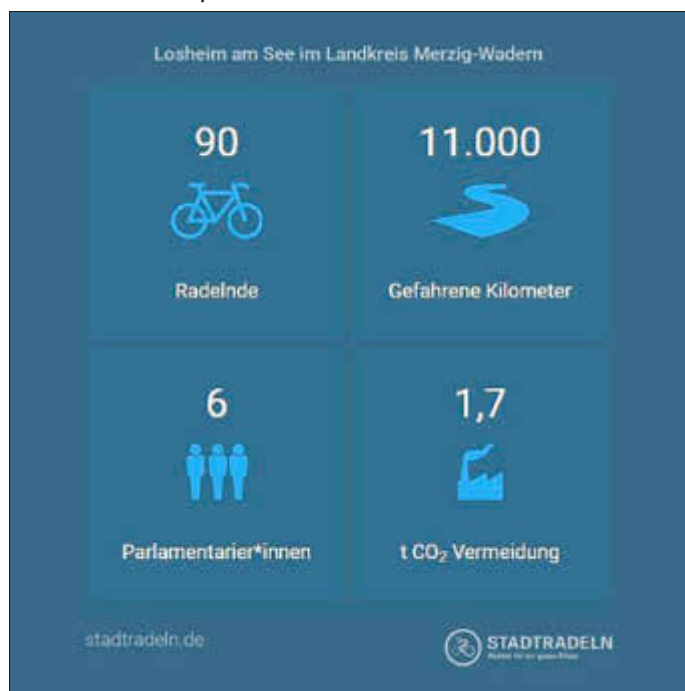 Losheim am See im Landkreis Merzig-Wadern
90
11.000
Radelnde
Gefahrene Kilometer
6
1,7
Parlamentarier*innen
t CO₂ Vermeidung
stadtradeln.de
STADTRADELN